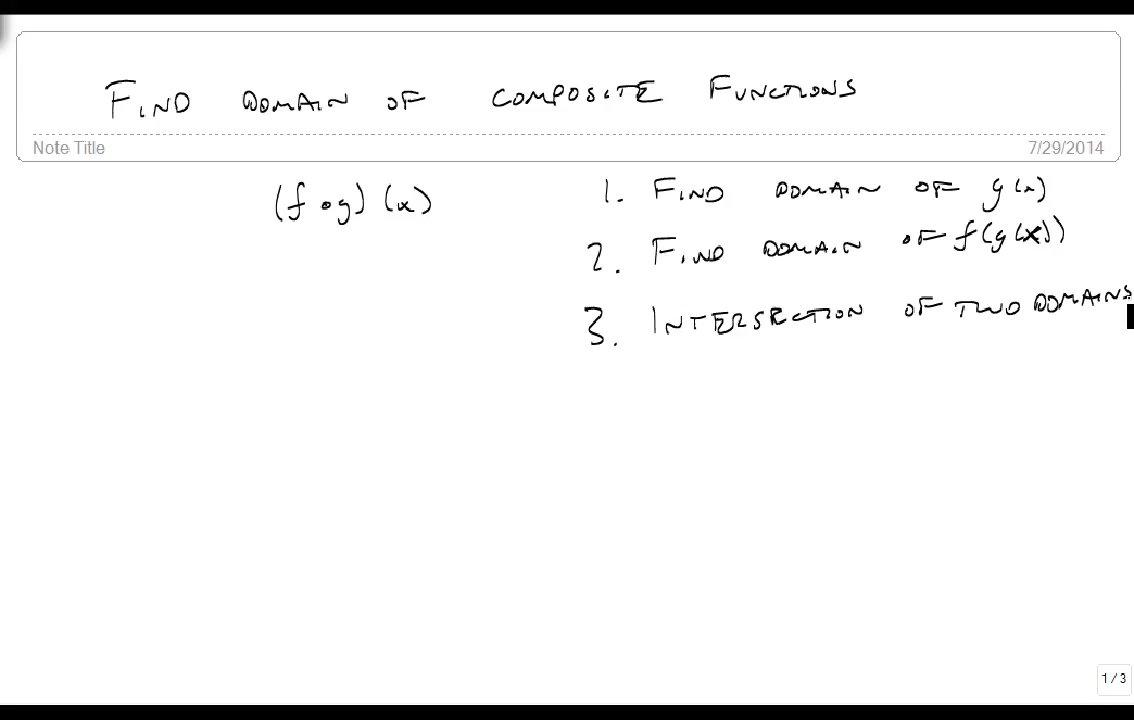 FIND DOMAIN OF COMPOSITE FUNCTIONS
Note Title 7/29/2014
(f∘g)(x)
1. FIND DOMAIN OF g(x)
2. FIND DOMAIN OF f(g(x))
3. INTERSECTION OF TWO DOMAINS
1/3